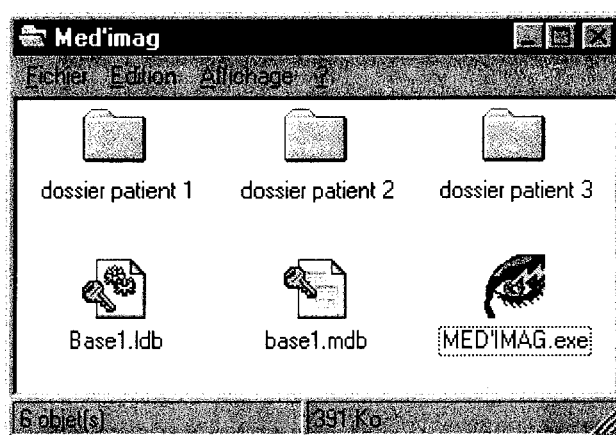 Med'imag
Fichier Edition Affichage ?
dossier patient 1 dossier patient 2 dossier patient 3
Base1.ldb base1.mdb MED'IMAG.exe
6 objet(s) 391 Ko